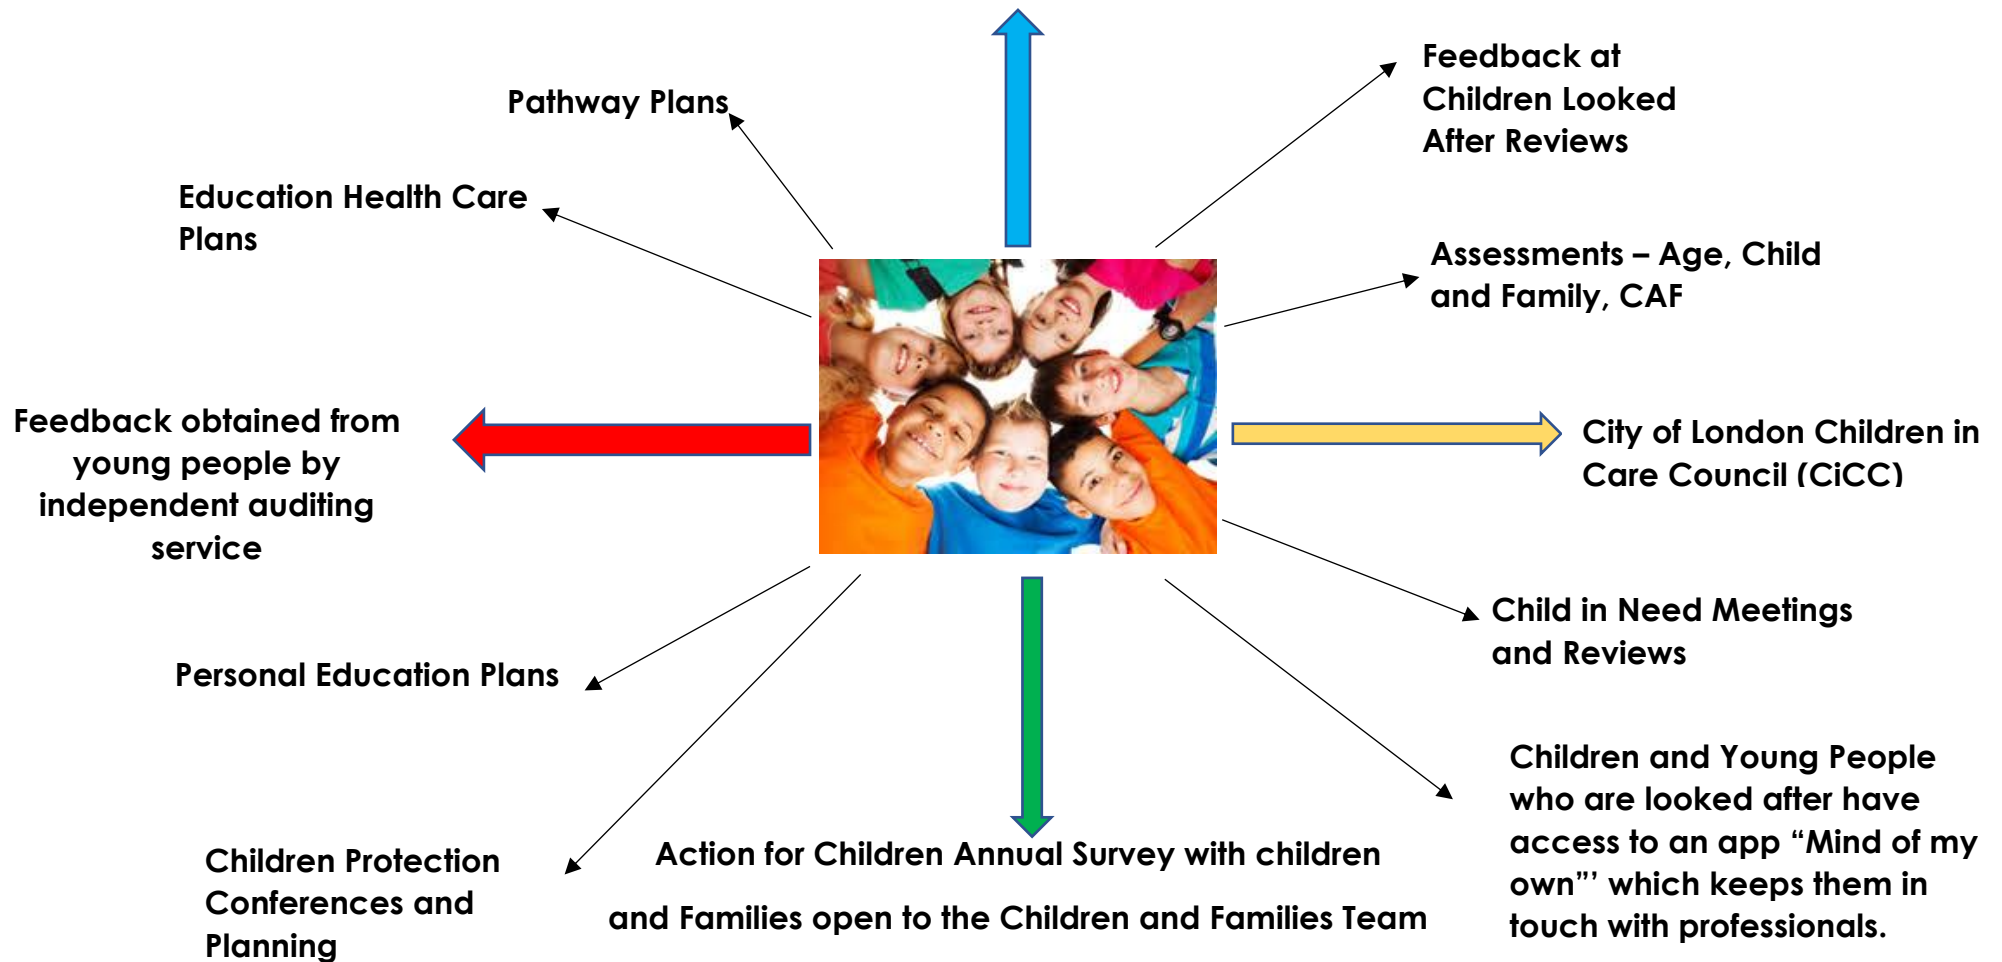 Pathway Plans
Feedback at
Children Looked
After Reviews
Education Health Care
Plans
Assessments – Age, Child
and Family, CAF
Feedback obtained from
young people by
independent auditing
service
City of London Children in
Care Council (CiCC)
Child in Need Meetings
and Reviews
Personal Education Plans
Children and Young People
who are looked after have
access to an app “Mind of my
own”’ which keeps them in
touch with professionals.
Children Protection
Conferences and
Planning
Action for Children Annual Survey with children
and Families open to the Children and Families Team